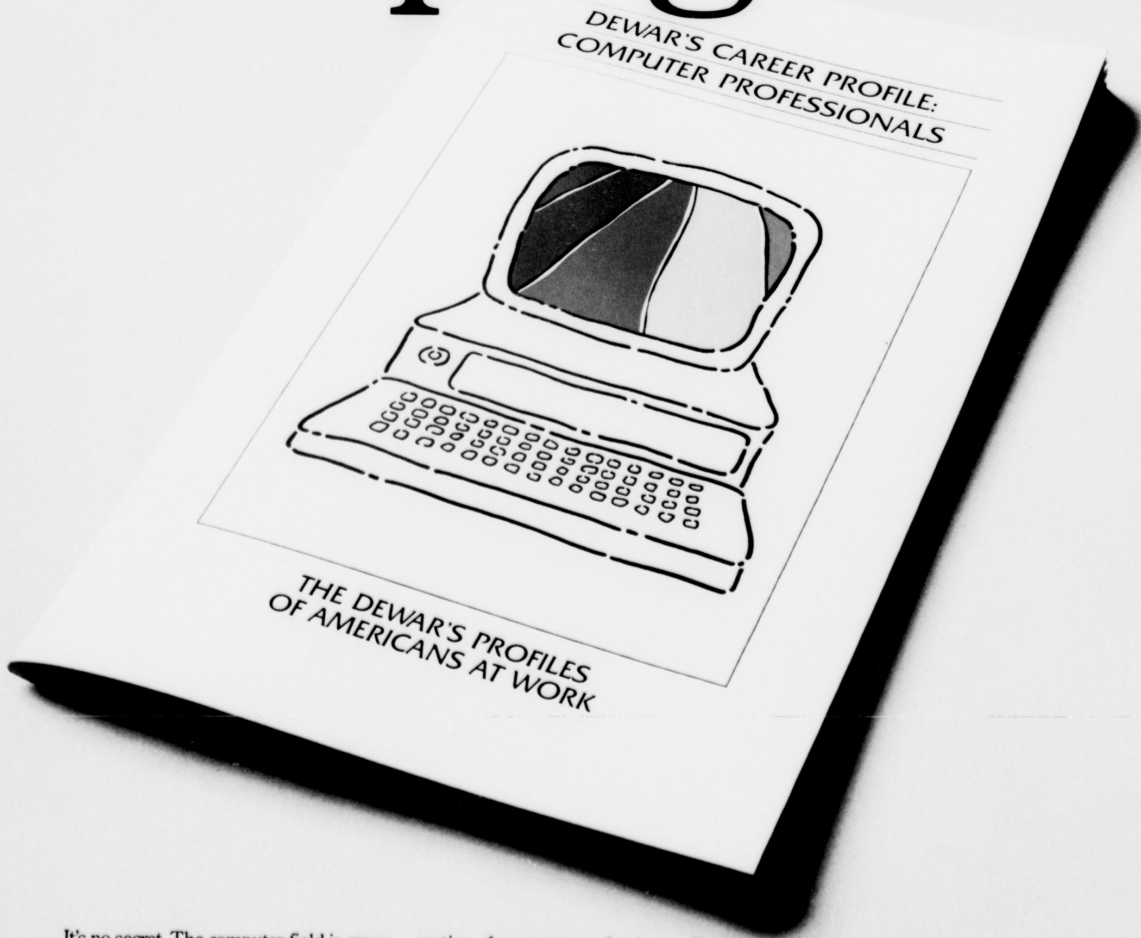 DEWAR'S CAREER PROFILE:
COMPUTER PROFESSIONALS
THE DEWAR'S PROFILES
OF AMERICANS AT WORK
It's no secret. The computer field is